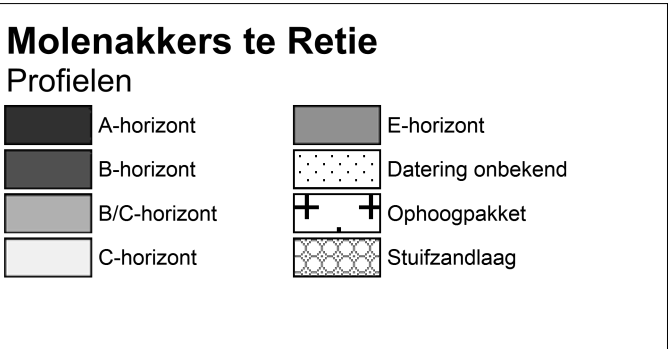 Molenakkers te Retie
Profielen
A-horizont
B-horizont
B/C-horizont
C-horizont
E-horizont
Datering onbekend
Ophoogpakket
Stuifzandlaag